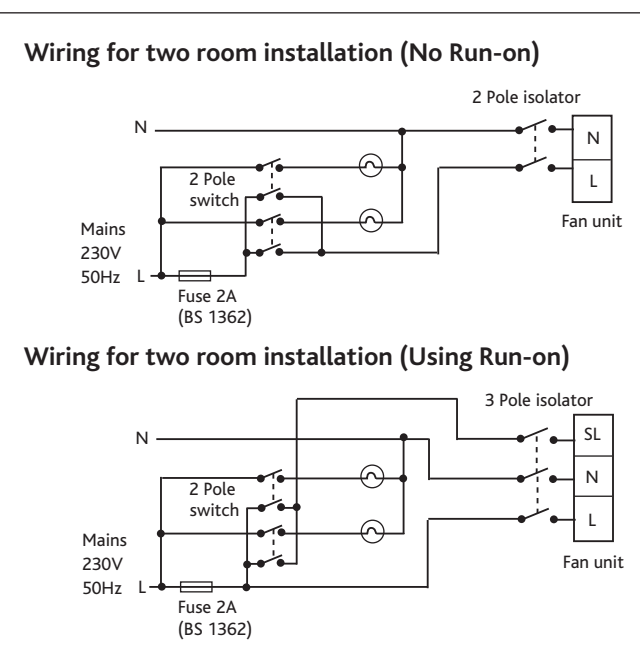 Wiring for two room installation (No Run-on)
2 Pole isolator
N
N
2 Pole
switch
L
Mains
230V
50Hz
L
Fan unit
Fuse 2A
(BS 1362)
Wiring for two room installation (Using Run-on)
3 Pole isolator
N
SL
2 Pole
switch
N
L
Mains
230V
50Hz
L
Fan unit
Fuse 2A
(BS 1362)